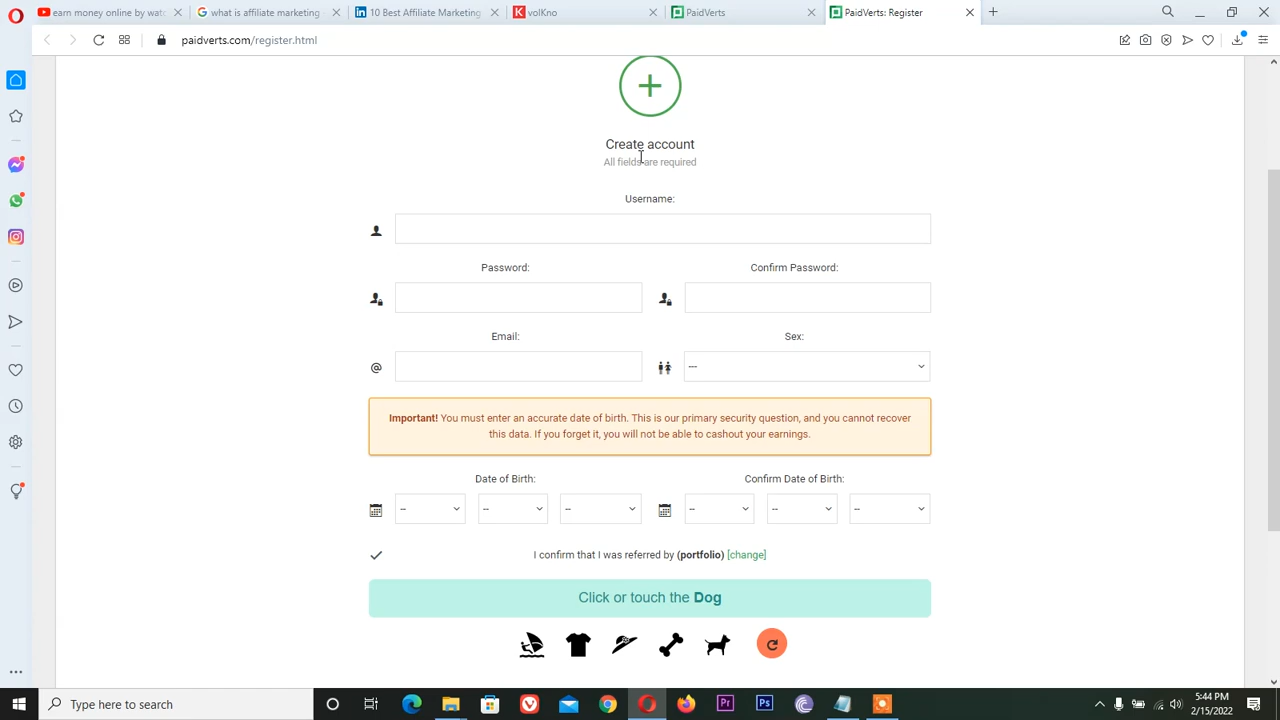 earn money online by watc
what is affiliate marketing -
10 Best Affiliate Marketing
volKno
PaidVerts
PaidVerts: Register
paidverts.com/register.html
Create account
All fields are required
Username:
Password:
Confirm Password:
Email:
Sex:
---
Important! You must enter an accurate date of birth. This is our primary security question, and you cannot recover
this data. If you forget it, you will not be able to cashout your earnings.
Date of Birth:
Confirm Date of Birth:
--
--
--
--
--
--
I confirm that I was referred by (portfolio) [change]
Click or touch the Dog
Type here to search
5:44 PM
2/15/2022